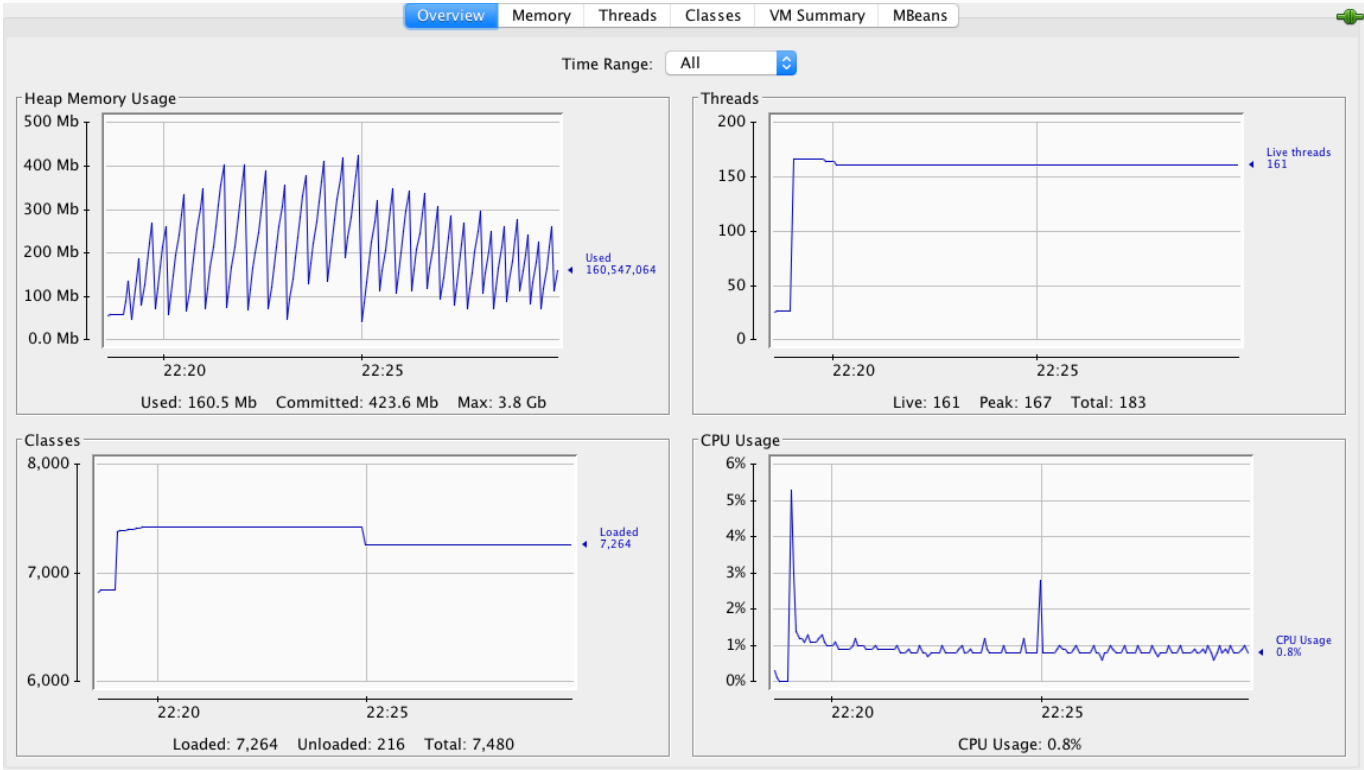 Overview Memory Threads Classes VM Summary MBeans
Time Range: All
Heap Memory Usage
500 Mb
400 Mb
300 Mb
200 Mb
100 Mb
0.0 Mb
Used
160,547,064
22:20 22:25
Used: 160.5 Mb Committed: 423.6 Mb Max: 3.8 Gb
Threads
200
150
100
50
0
Live threads
161
22:20 22:25
Live: 161 Peak: 167 Total: 183
Classes
8,000
7,000
6,000
Loaded
7,264
22:20 22:25
Loaded: 7,264 Unloaded: 216 Total: 7,480
CPU Usage
6%
5%
4%
3%
2%
1%
0%
CPU Usage
0.8%
22:20 22:25
CPU Usage: 0.8%